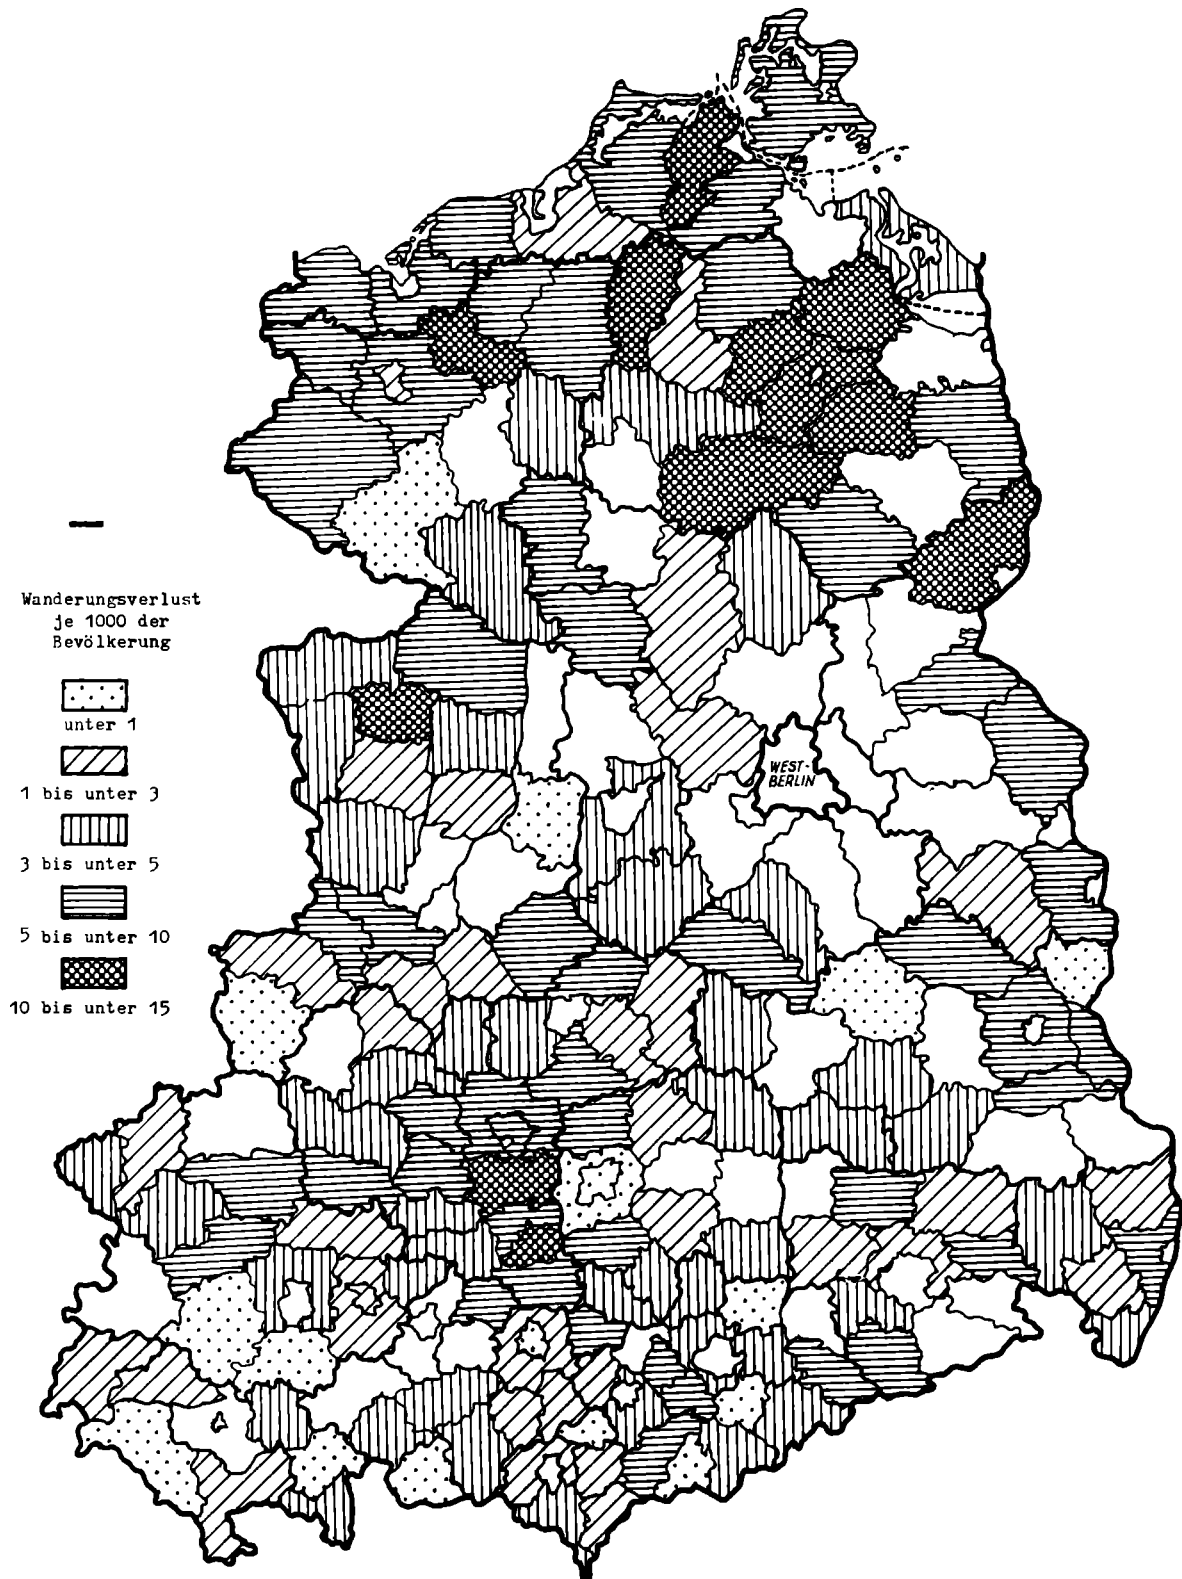 WEST-
BERLIN
Wanderungsverlust
je 1000 der
Bevölkerung
unter 1
1 bis unter 3
3 bis unter 5
5 bis unter 10
10 bis unter 15